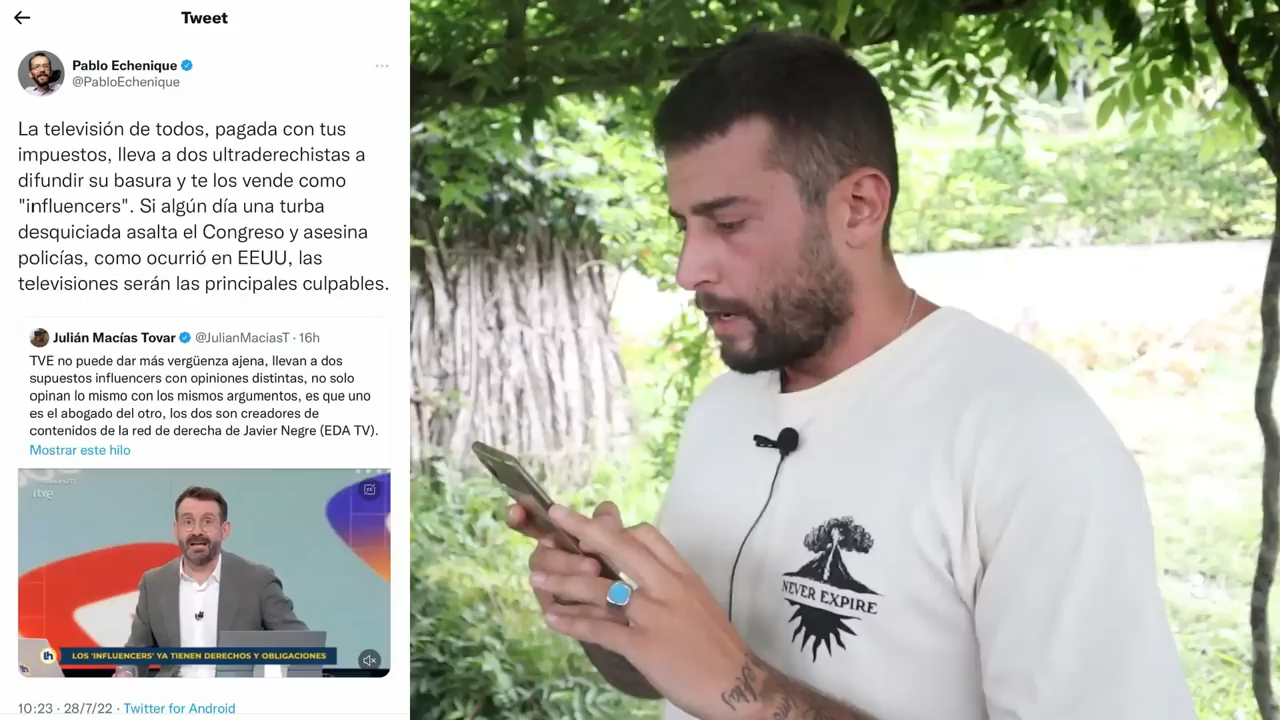 Tweet
Pablo Echenique
@PabloEchenique
La televisión de todos, pagada con tus
impuestos, lleva a dos ultraderechistas a
difundir su basura y te los vende como
"influencers". Si algún día una turba
desquiciada asalta el Congreso y asesina
policías, como ocurrió en EEUU, las
televisiones serán las principales culpables.
Julián Macías Tovar @JulianMaciasT · 16h
TVE no puede dar más vergüenza ajena, llevan a dos
supuestos influencers con opiniones distintas, no solo
opinan lo mismo con los mismos argumentos, es que uno
es el abogado del otro, los dos son creadores de
contenidos de la red de derecha de Javier Negre (EDA TV).
Mostrar este hilo
rtve
CC
lh LOS 'INFLUENCERS' YA TIENEN DERECHOS Y OBLIGACIONES
10:23 · 28/7/22 · Twitter for Android
NEVER EXPIRE